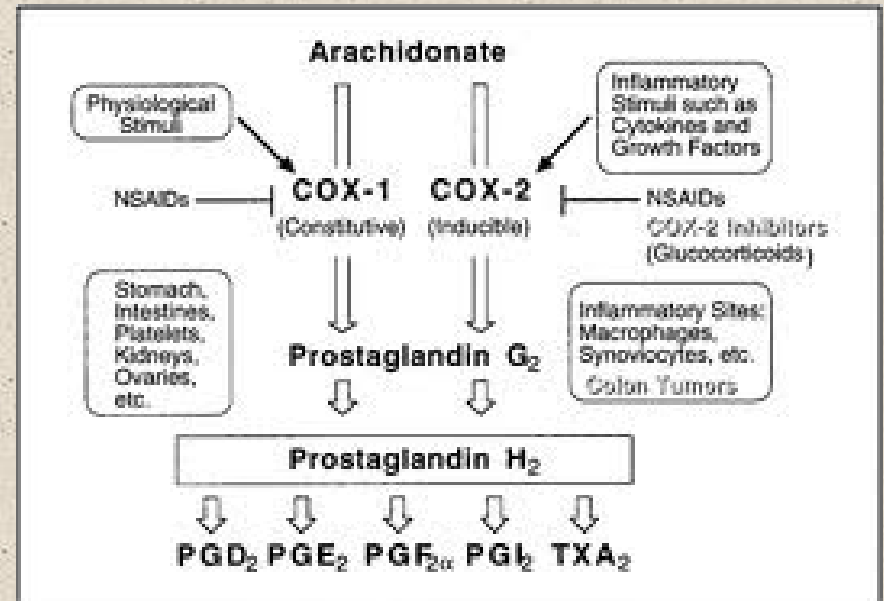 Arachidonate
Physiological
Stimuli
Inflammatory
Stimuli such as
Cytokines and
Growth Factors
NSAIDs
COX-1
COX-2
(Constitutive)
(Inducible)
NSAIDs
COX-2 Inhibitors
(Glucocorticoids)
Stomach,
Intestines,
Platelets,
Kidneys,
Ovaries,
etc.
Inflammatory Sites:
Macrophages,
Synoviocytes, etc.
Colon Tumors
Prostaglandin G₂
Prostaglandin H₂
PGD₂ PGE₂ PGF₂α PGI₂ TXA₂